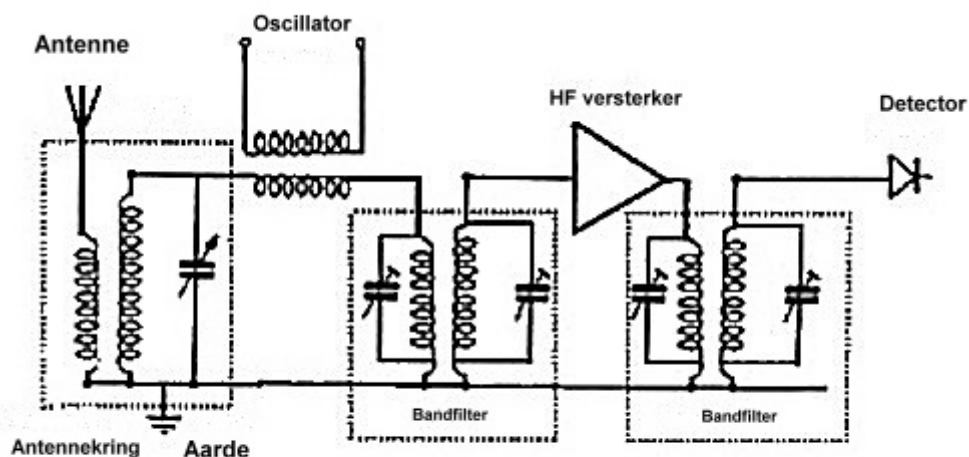 Oscillator
Antenne
HF versterker
Detector
Bandfilter
Bandfilter
Antennekring
Aarde